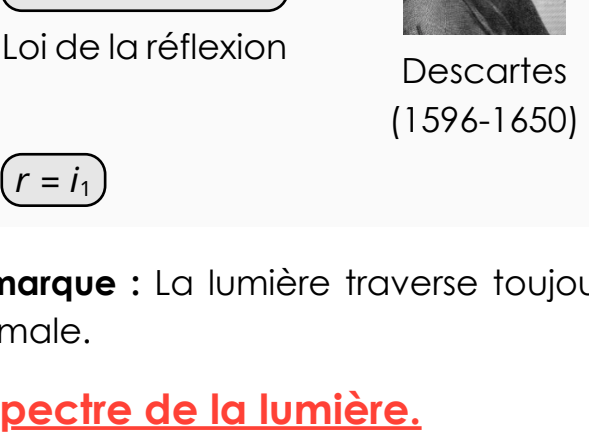 Loi de la réflexion
Descartes
(1596-1650)
r = i₁
marque : La lumière traverse toujou
male.
pectre de la lumière.